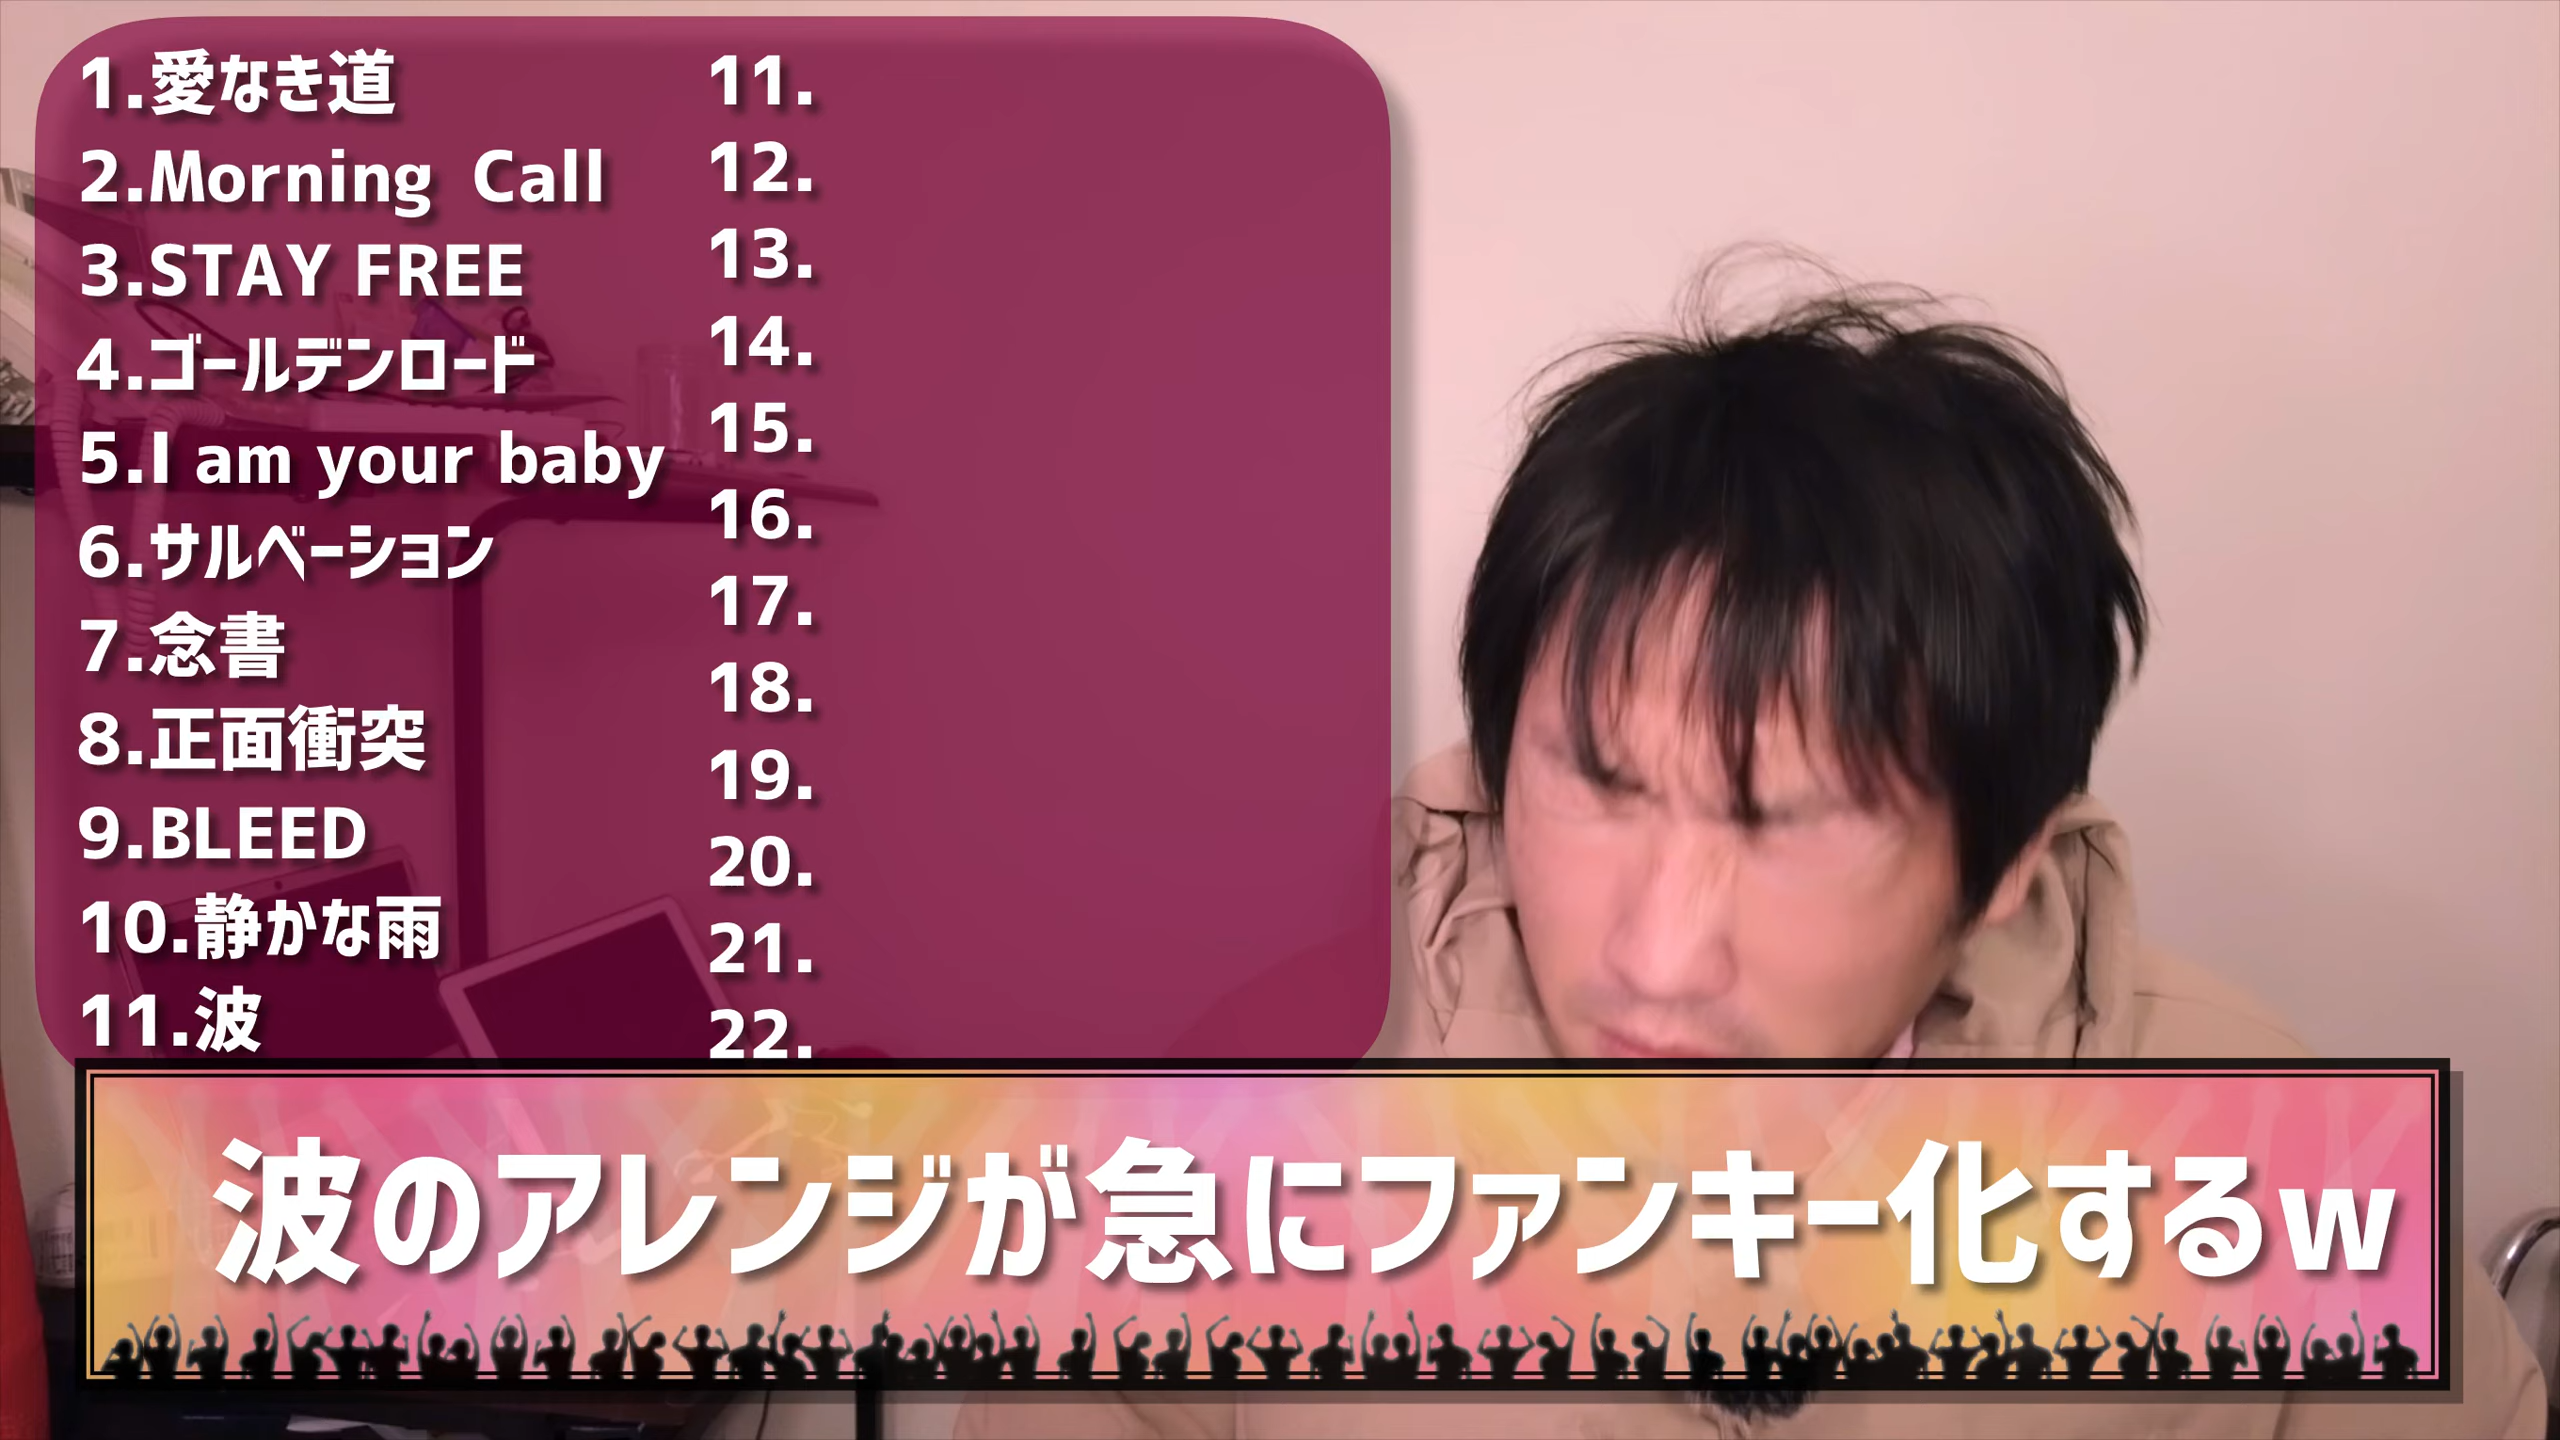 1.愛なき道
2.Morning Call
3.STAY FREE
4.ゴールデンロード
5.I am your baby
6.サルベーション
7.念書
8.正面衝突
9.BLEED
10.静かな雨
11.波
11.
12.
13.
14.
15.
16.
17.
18.
19.
20.
21.
22.
波のアレンジが急にファンキー化するw